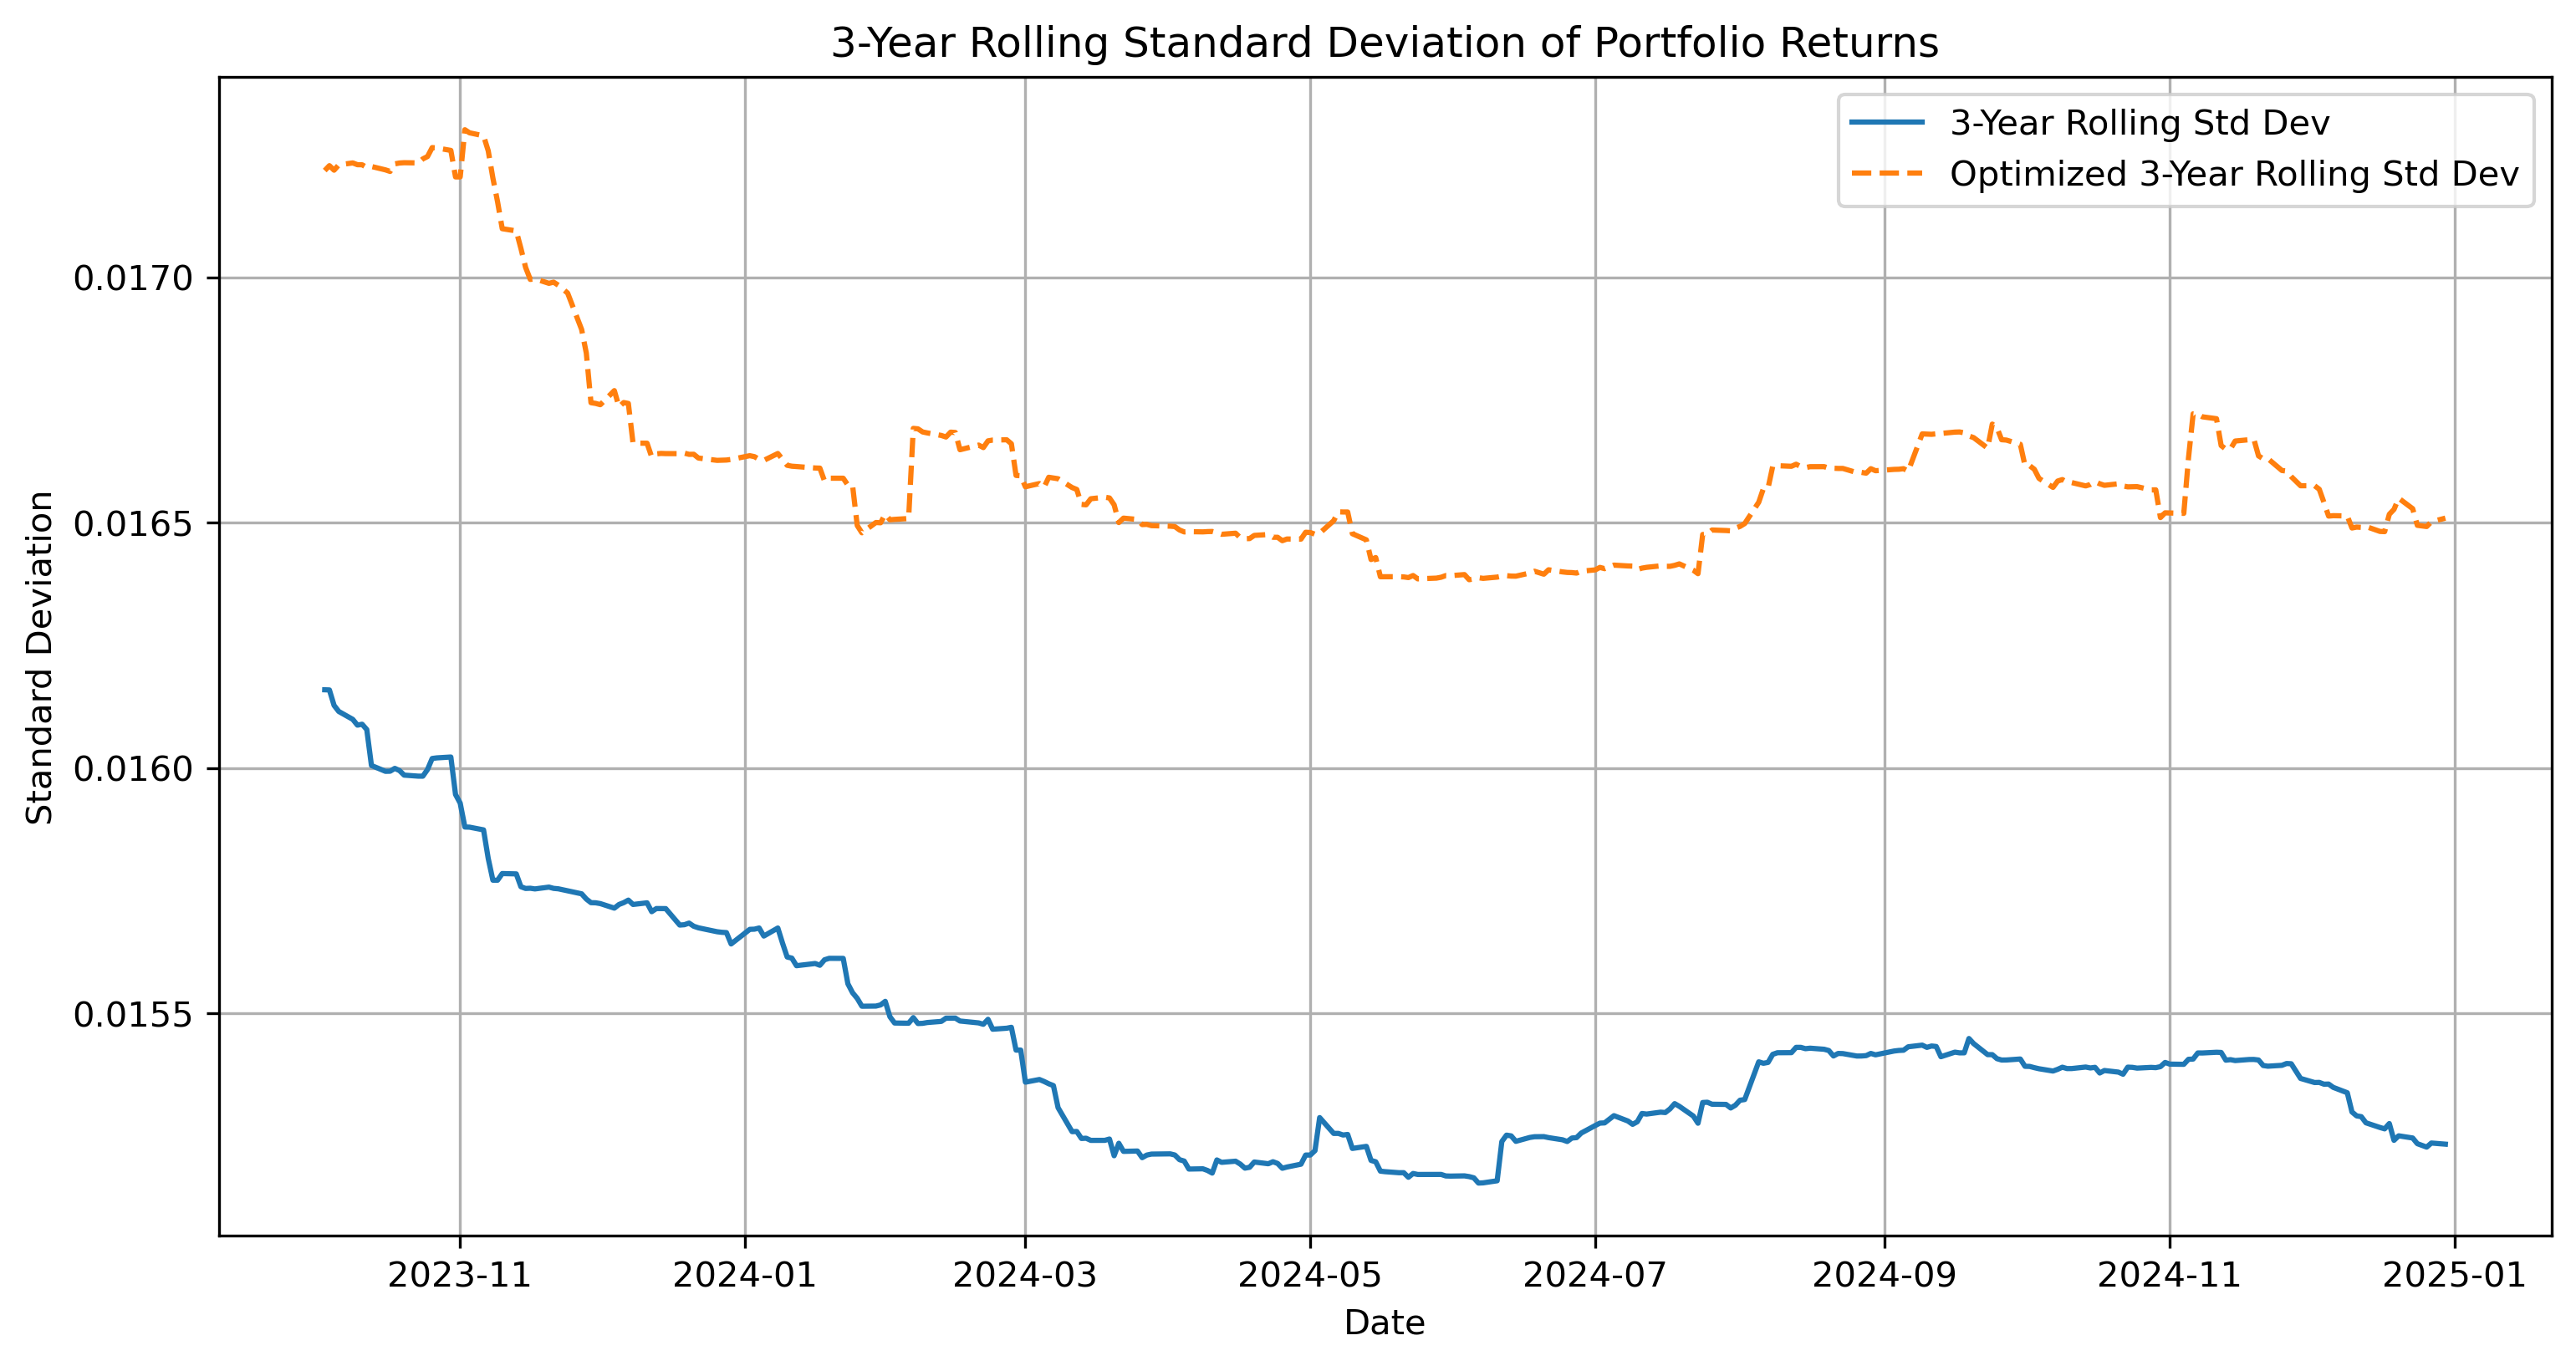 3-Year Rolling Standard Deviation of Portfolio Returns
3-Year Rolling Std Dev
Optimized 3-Year Rolling Std Dev
Standard Deviation
0.0170
0.0165
0.0160
0.0155
2023-11
2024-01
2024-03
2024-05
2024-07
2024-09
2024-11
2025-01
Date